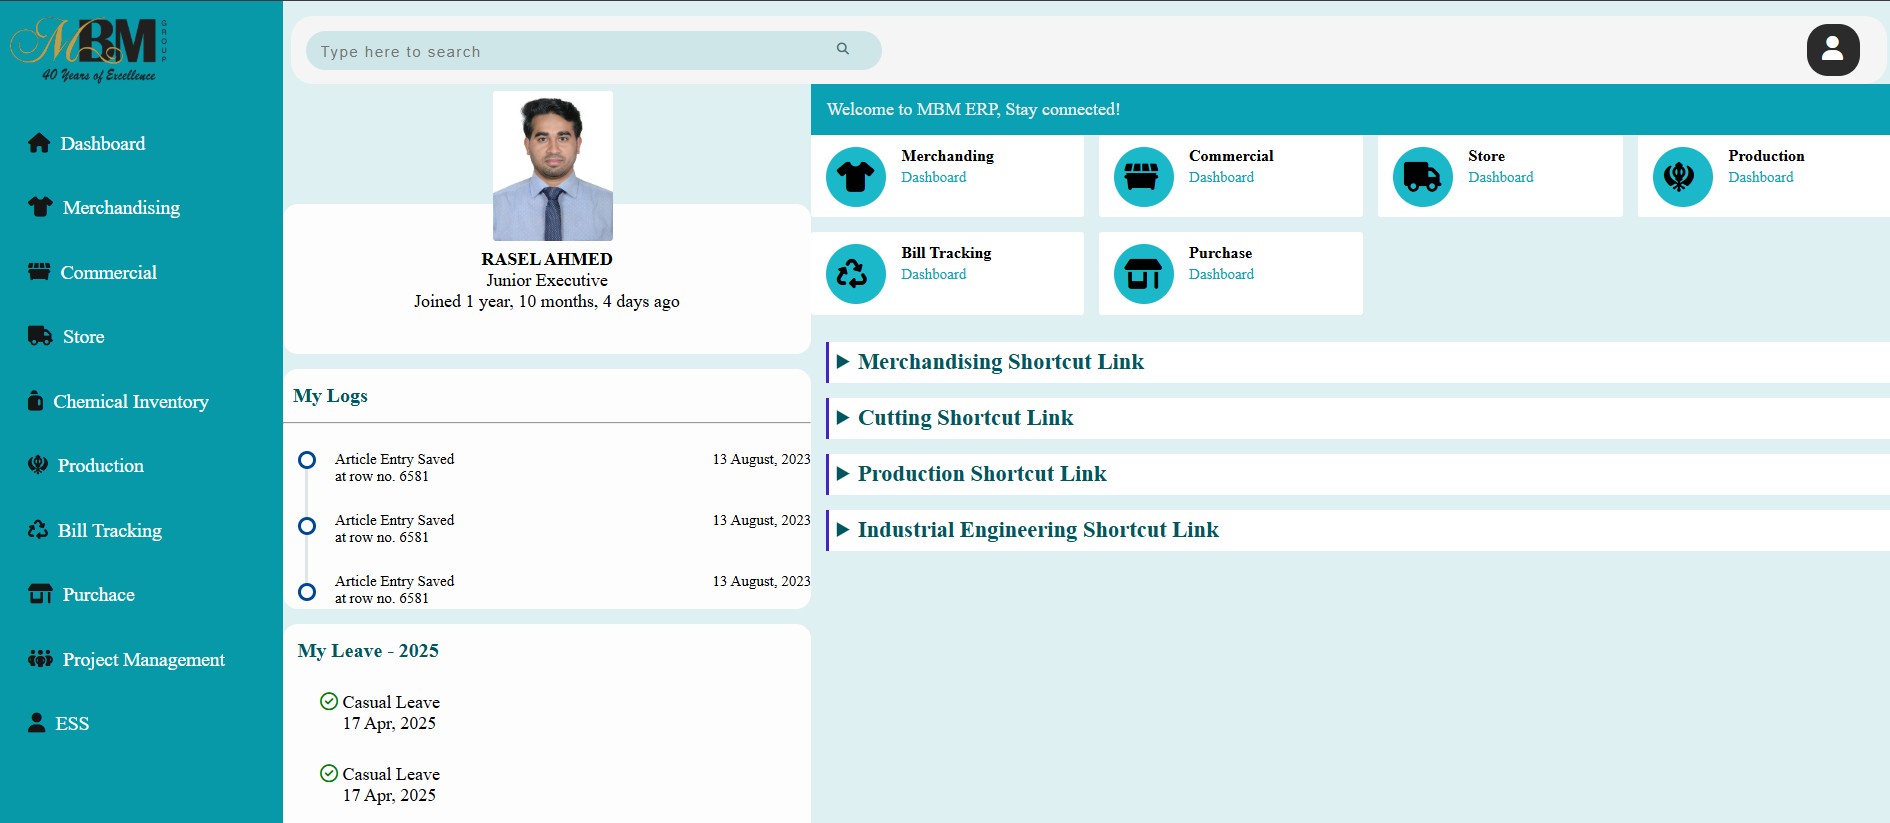 MBM
GROUP
40 Years of Excellence
Dashboard
Merchandising
Commercial
Store
Chemical Inventory
Production
Bill Tracking
Purchace
Project Management
ESS
Type here to search
RASEL AHMED
Junior Executive
Joined 1 year, 10 months, 4 days ago
My Logs
Article Entry Saved 13 August, 2023
at row no. 6581
Article Entry Saved 13 August, 2023
at row no. 6581
Article Entry Saved 13 August, 2023
at row no. 6581
My Leave - 2025
Casual Leave
17 Apr, 2025
Casual Leave
17 Apr, 2025
Welcome to MBM ERP, Stay connected!
Merchanding
Dashboard
Commercial
Dashboard
Store
Dashboard
Production
Dashboard
Bill Tracking
Dashboard
Purchase
Dashboard
Merchandising Shortcut Link
Cutting Shortcut Link
Production Shortcut Link
Industrial Engineering Shortcut Link